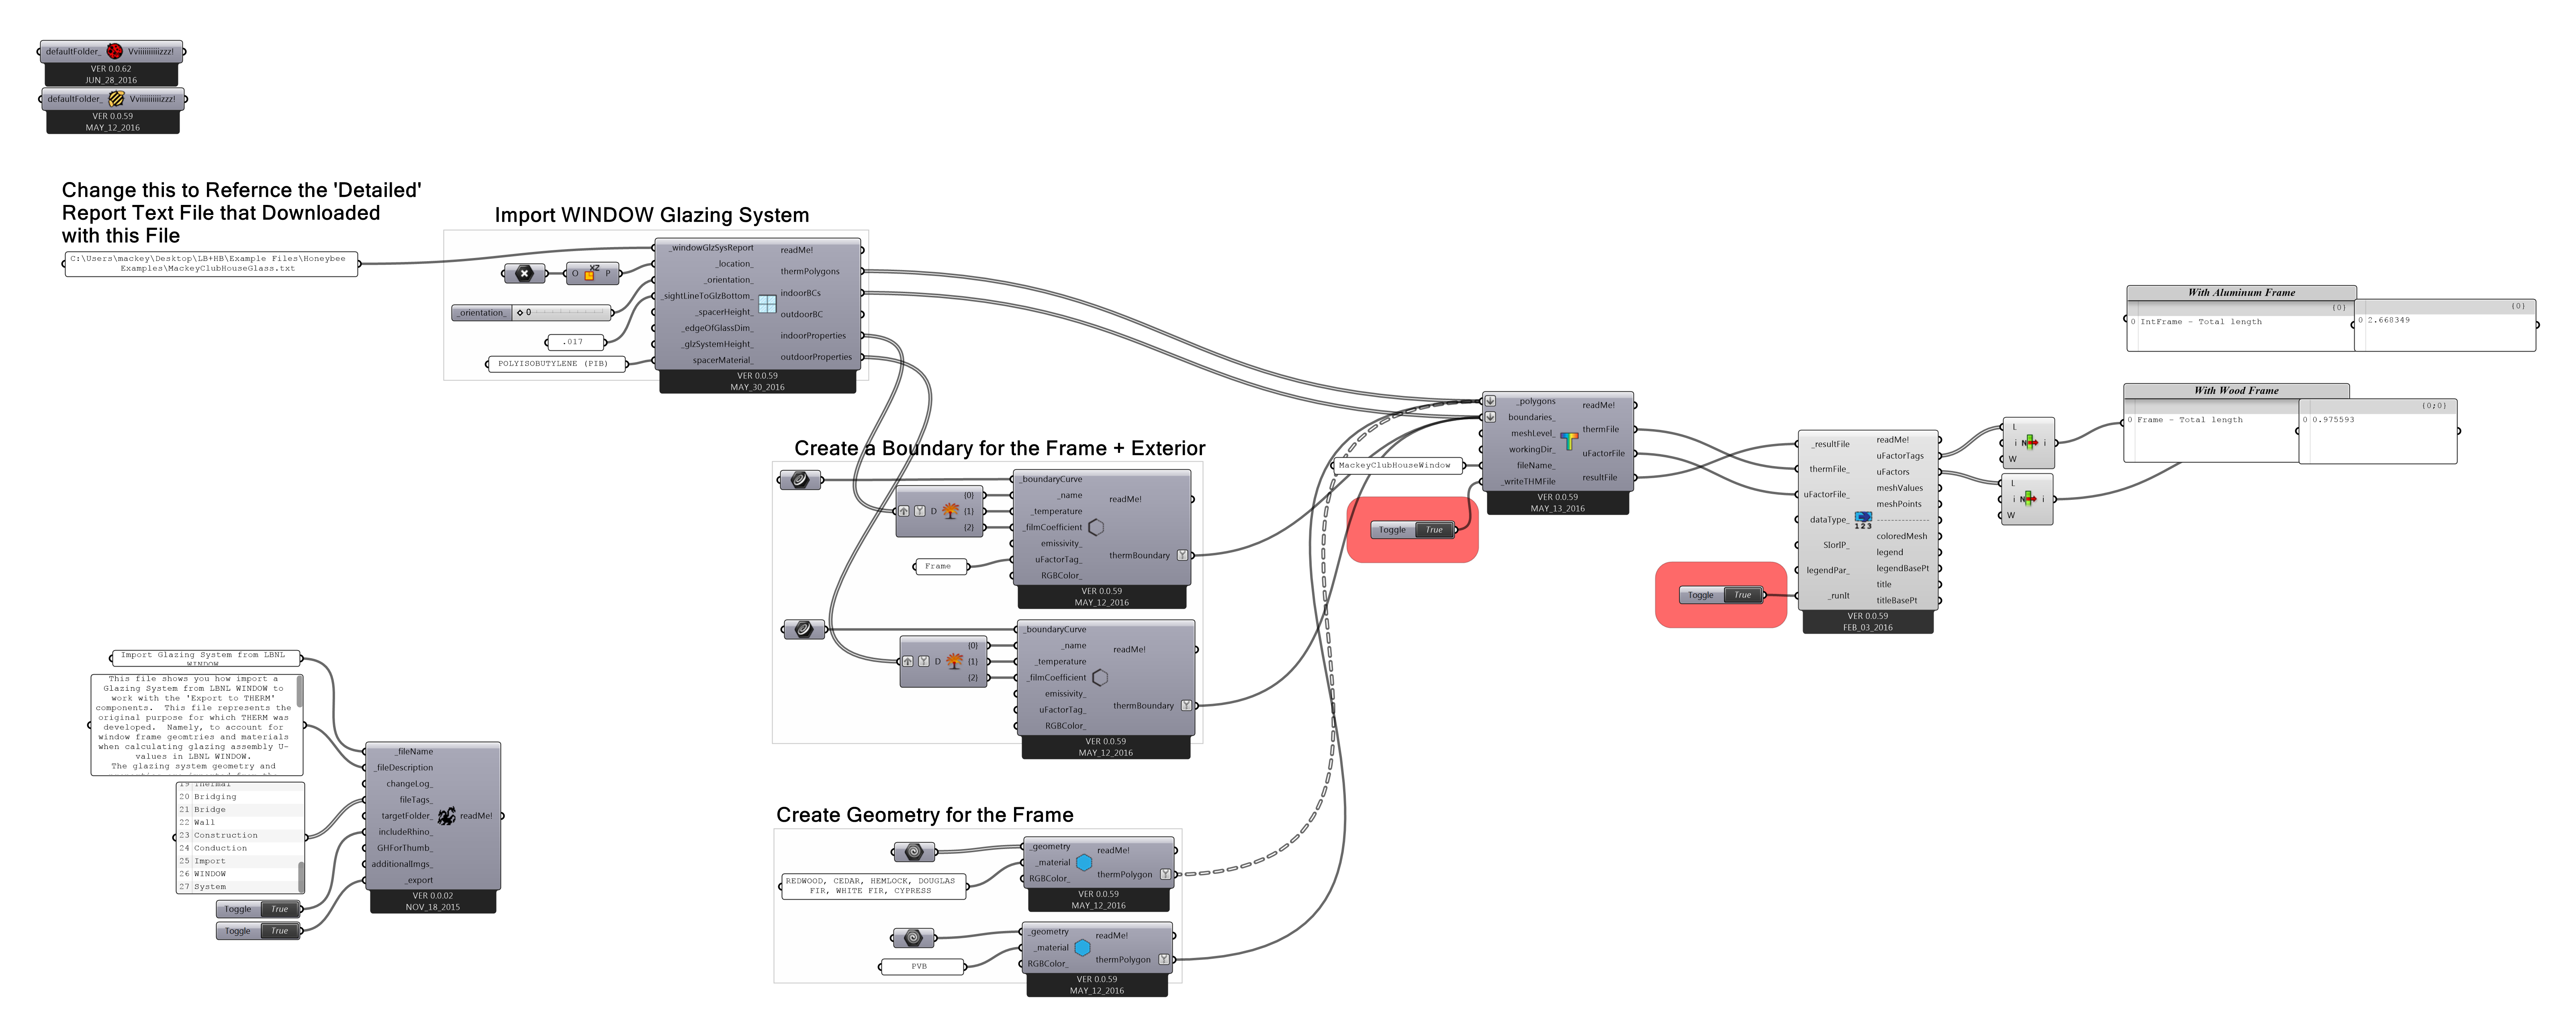 defaultFolder_ Vviiiiiiiiiizzz!
VER 0.0.62
JUN_28_2016
defaultFolder_ Vviiiiiiiiiizzz!
VER 0.0.59
MAY_12_2016
Change this to Refernce the 'Detailed'
Report Text File that Downloaded
with this File
C:\Users\mackey\Desktop\LB+HB\Example Files\Honeybee
Examples\MackeyClubHouseGlass.txt
Import WINDOW Glazing System
XZ
O P
_orientation_ 0
.017
POLYISOBUTYLENE (PIB)
_windowGlzSysReport
_location_
_orientation_
_sightLineToGlzBottom_
_spacerHeight_
_edgeOfGlassDim_
_glzSystemHeight_
spacerMaterial_
readMe!
thermPolygons
indoorBCs
outdoorBC
indoorProperties
outdoorProperties
VER 0.0.59
MAY_30_2016
Create a Boundary for the Frame + Exterior
D {0}
{1}
{2}
Frame
_boundaryCurve
_name
_temperature
_filmCoefficient
emissivity_
uFactorTag_
RGBColor_
readMe!
thermBoundary
VER 0.0.59
MAY_12_2016
D {0}
{1}
{2}
_boundaryCurve
_name
_temperature
_filmCoefficient
emissivity_
uFactorTag_
RGBColor_
readMe!
thermBoundary
VER 0.0.59
MAY_12_2016
Create Geometry for the Frame
REDWOOD, CEDAR, HEMLOCK, DOUGLAS
FIR, WHITE FIR, CYPRESS
_geometry
_material
RGBColor_
readMe!
thermPolygon
VER 0.0.59
MAY_12_2016
PVB
_geometry
_material
RGBColor_
readMe!
thermPolygon
VER 0.0.59
MAY_12_2016
MackeyClubHouseWindow
Toggle True
_polygons
boundaries_
meshLevel_
workingDir_
fileName_
_writeTHMFile
readMe!
thermFile
uFactorFile
resultFile
VER 0.0.59
MAY_13_2016
Toggle True
_resultFile
thermFile_
uFactorFile_
dataType_
SIorIP_
legendPar_
_runIt
123
readMe!
uFactorTags
uFactors
meshValues
meshPoints
coloredMesh
legend
legendBasePt
title
titleBasePt
VER 0.0.59
FEB_03_2016
L
i N i
W
L
i N i
W
With Aluminum Frame
{0}
0 IntFrame - Total length
{0}
0 2.668349
With Wood Frame
0 Frame - Total length
{0;0}
0 0.975593
Import Glazing System from LBNL
WINDOW
This file shows you how import a
Glazing System from LBNL WINDOW to
work with the 'Export to THERM'
components. This file represents the
original purpose for which THERM was
developed. Namely, to account for
window frame geomtries and materials
when calculating glazing assembly U-
values in LBNL WINDOW.
The glazing system geometry and
19 Thermal
20 Bridging
21 Bridge
22 Wall
23 Construction
24 Conduction
25 Import
26 WINDOW
27 System
Toggle True
Toggle True
_fileName
_fileDescription
changeLog_
fileTags_
targetFolder_
includeRhino_
GHForThumb_
additionalImgs_
_export
readMe!
VER 0.0.02
NOV_18_2015